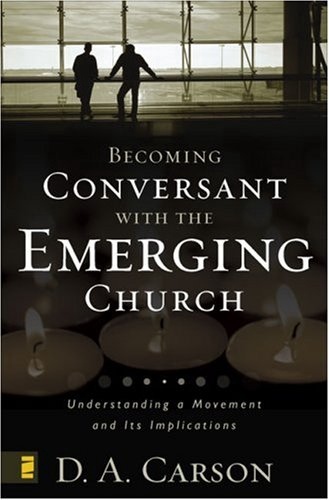 BECOMING
CONVERSANT
WITH THE
EMERGING
CHURCH
Understanding a Movement
and Its Implications
D. A. CARSON